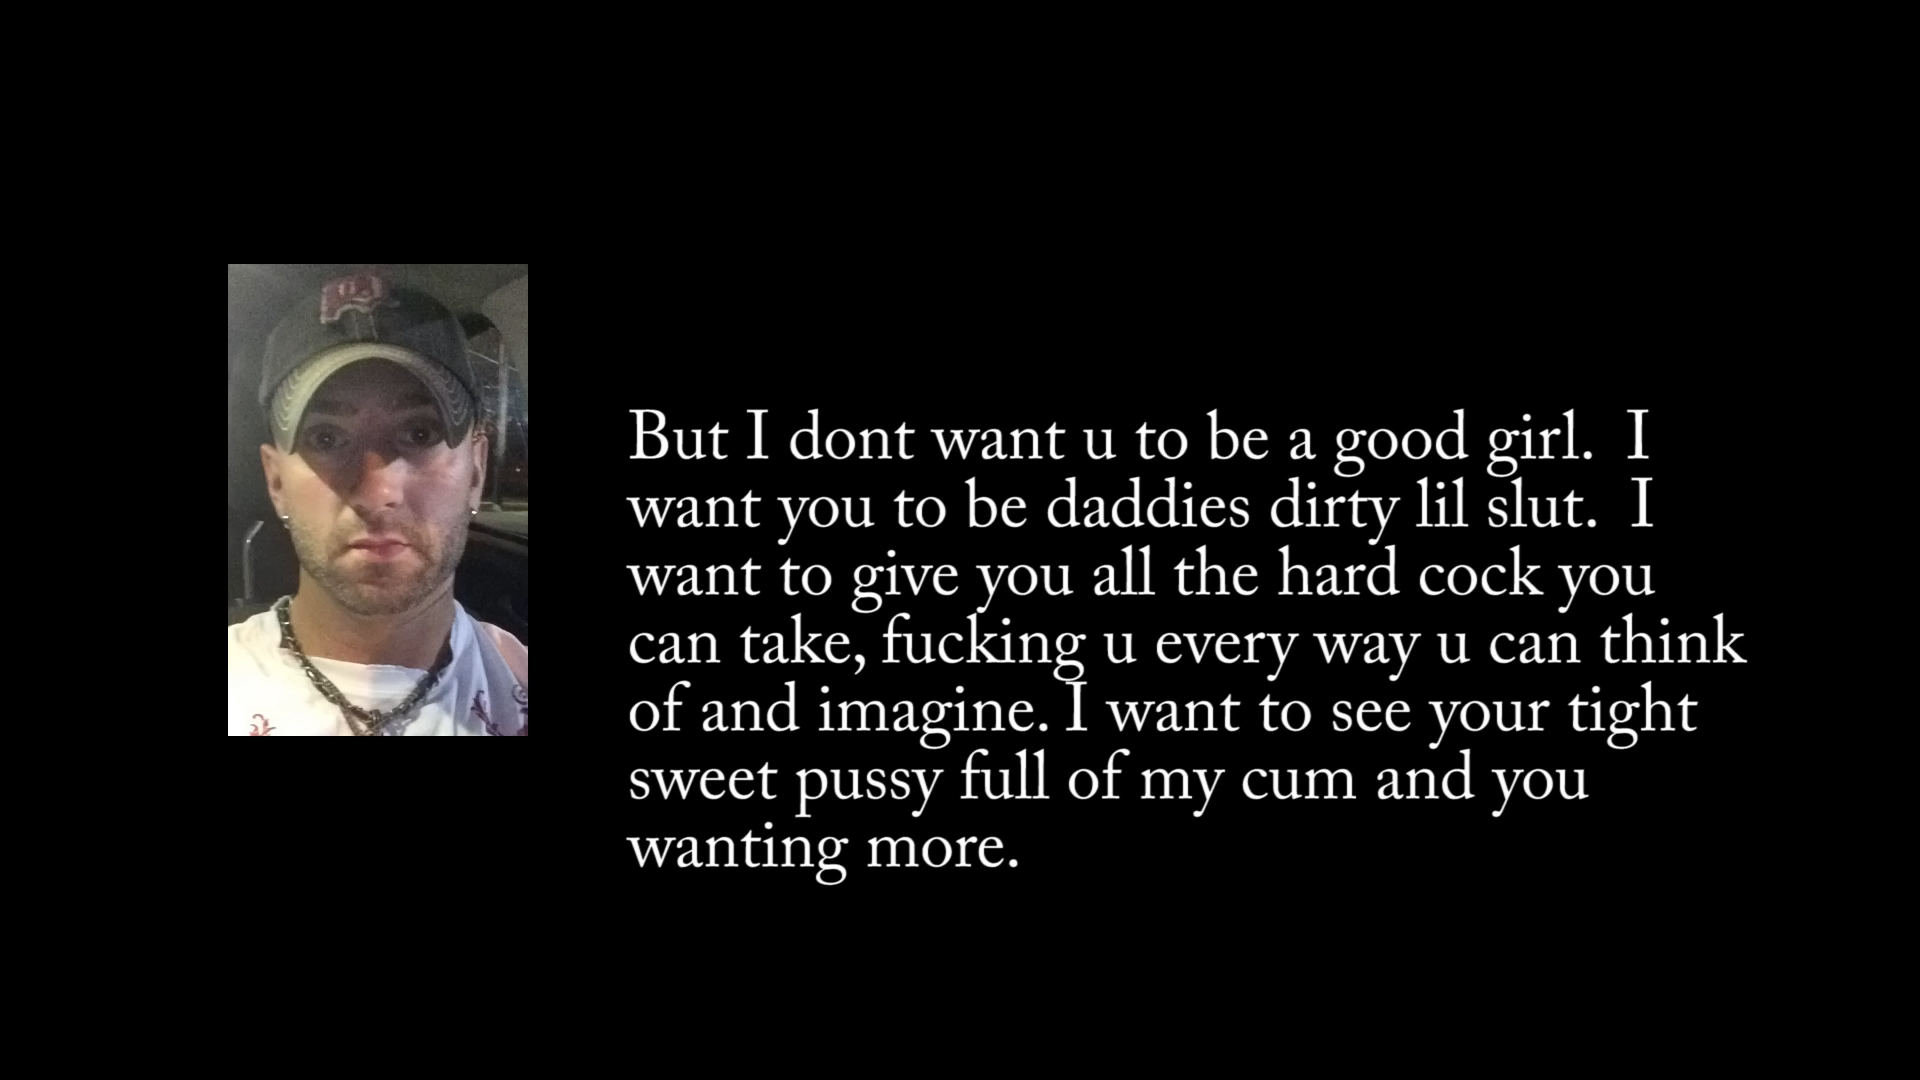 But I dont want u to be a good girl.  I
want you to be daddies dirty lil slut.  I
want to give you all the hard cock you
can take, fucking u every way u can think
of and imagine. I want to see your tight
sweet pussy full of my cum and you
wanting more.